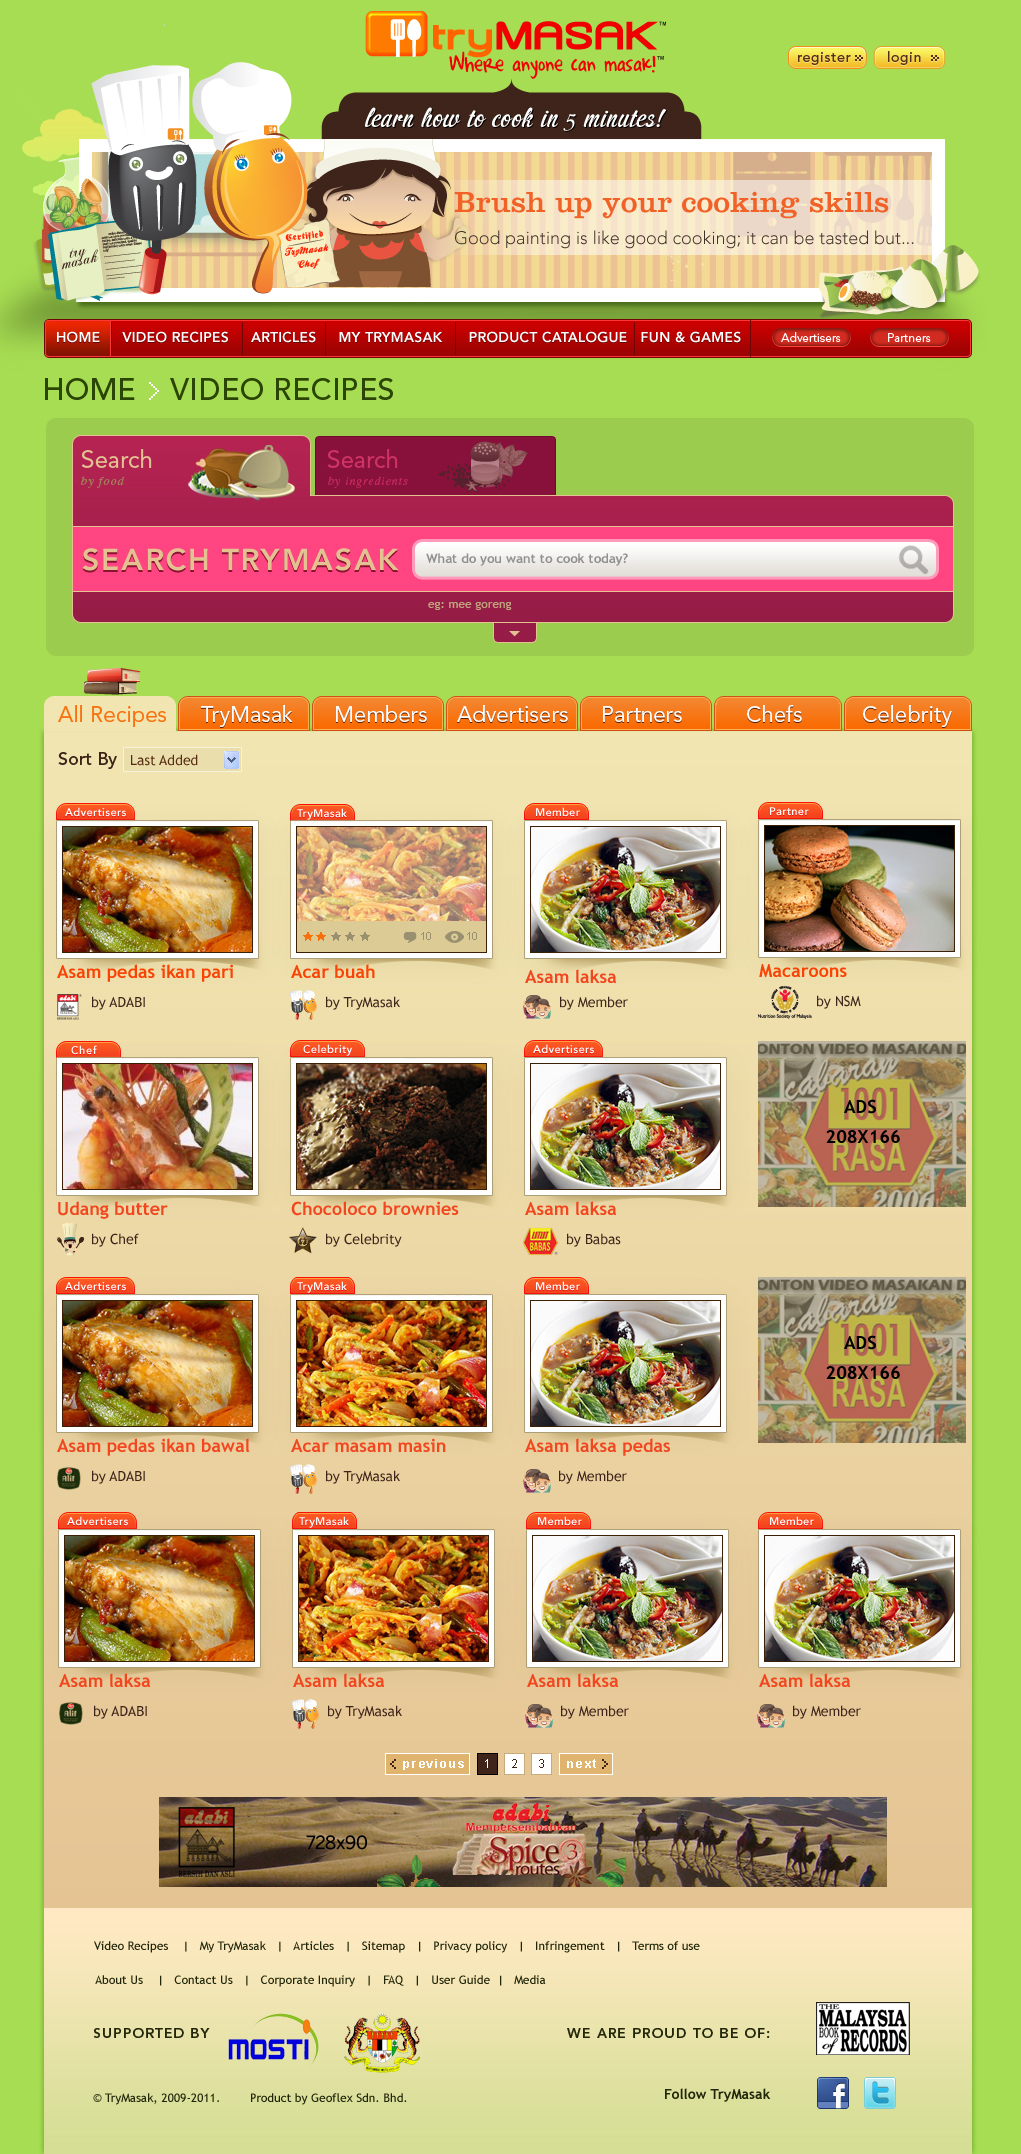 tryMASAK™
Where anyone can masak!™
register
login
learn how to cook in 5 minutes!
Brush up your cooking skills
Good painting is like good cooking; it can be tasted but...
try masak
Certified
TryMasak
Chef
HOME VIDEO RECIPES ARTICLES MY TRYMASAK PRODUCT CATALOGUE FUN & GAMES Advertisers Partners
HOME VIDEO RECIPES
Search
by food
Search
by ingredients
SEARCH TRYMASAK
What do you want to cook today?
eg: mee goreng
All Recipes TryMasak Members Advertisers Partners Chefs Celebrity
Sort By Last Added
Advertisers TryMasak Member Partner
10 10
Asam pedas ikan pari Acar buah Asam laksa Macaroons
adabi
by ADABI by TryMasak by Member by NSM
Nutrition Society of Malaysia
Chef Celebrity Advertisers
ONTON VIDEO MASAKAN D
cabaran
1001
RASA
2006
ADS
208X166
Udang butter Chocoloco brownies Asam laksa
BABAS
by Chef by Celebrity by Babas
Advertisers TryMasak Member
ONTON VIDEO MASAKAN D
cabaran
1001
RASA
2006
ADS
208X166
Asam pedas ikan bawal Acar masam masin Asam laksa pedas
by ADABI by TryMasak by Member
Advertisers TryMasak Member Member
Asam laksa Asam laksa Asam laksa Asam laksa
by ADABI by TryMasak by Member by Member
previous 1 2 3 next
adabi
BERSIH DAN ASLI
728x90
adabi
Mempersembahkan
Spice
routes 3
Video Recipes | My TryMasak | Articles | Sitemap | Privacy policy | Infringement | Terms of use
About Us | Contact Us | Corporate Inquiry | FAQ | User Guide | Media
SUPPORTED BY
MOSTI
WE ARE PROUD TO BE OF:
THE
MALAYSIA
BOOK OF
RECORDS
© TryMasak, 2009-2011. Product by Geoflex Sdn. Bhd.
Follow TryMasak
f t